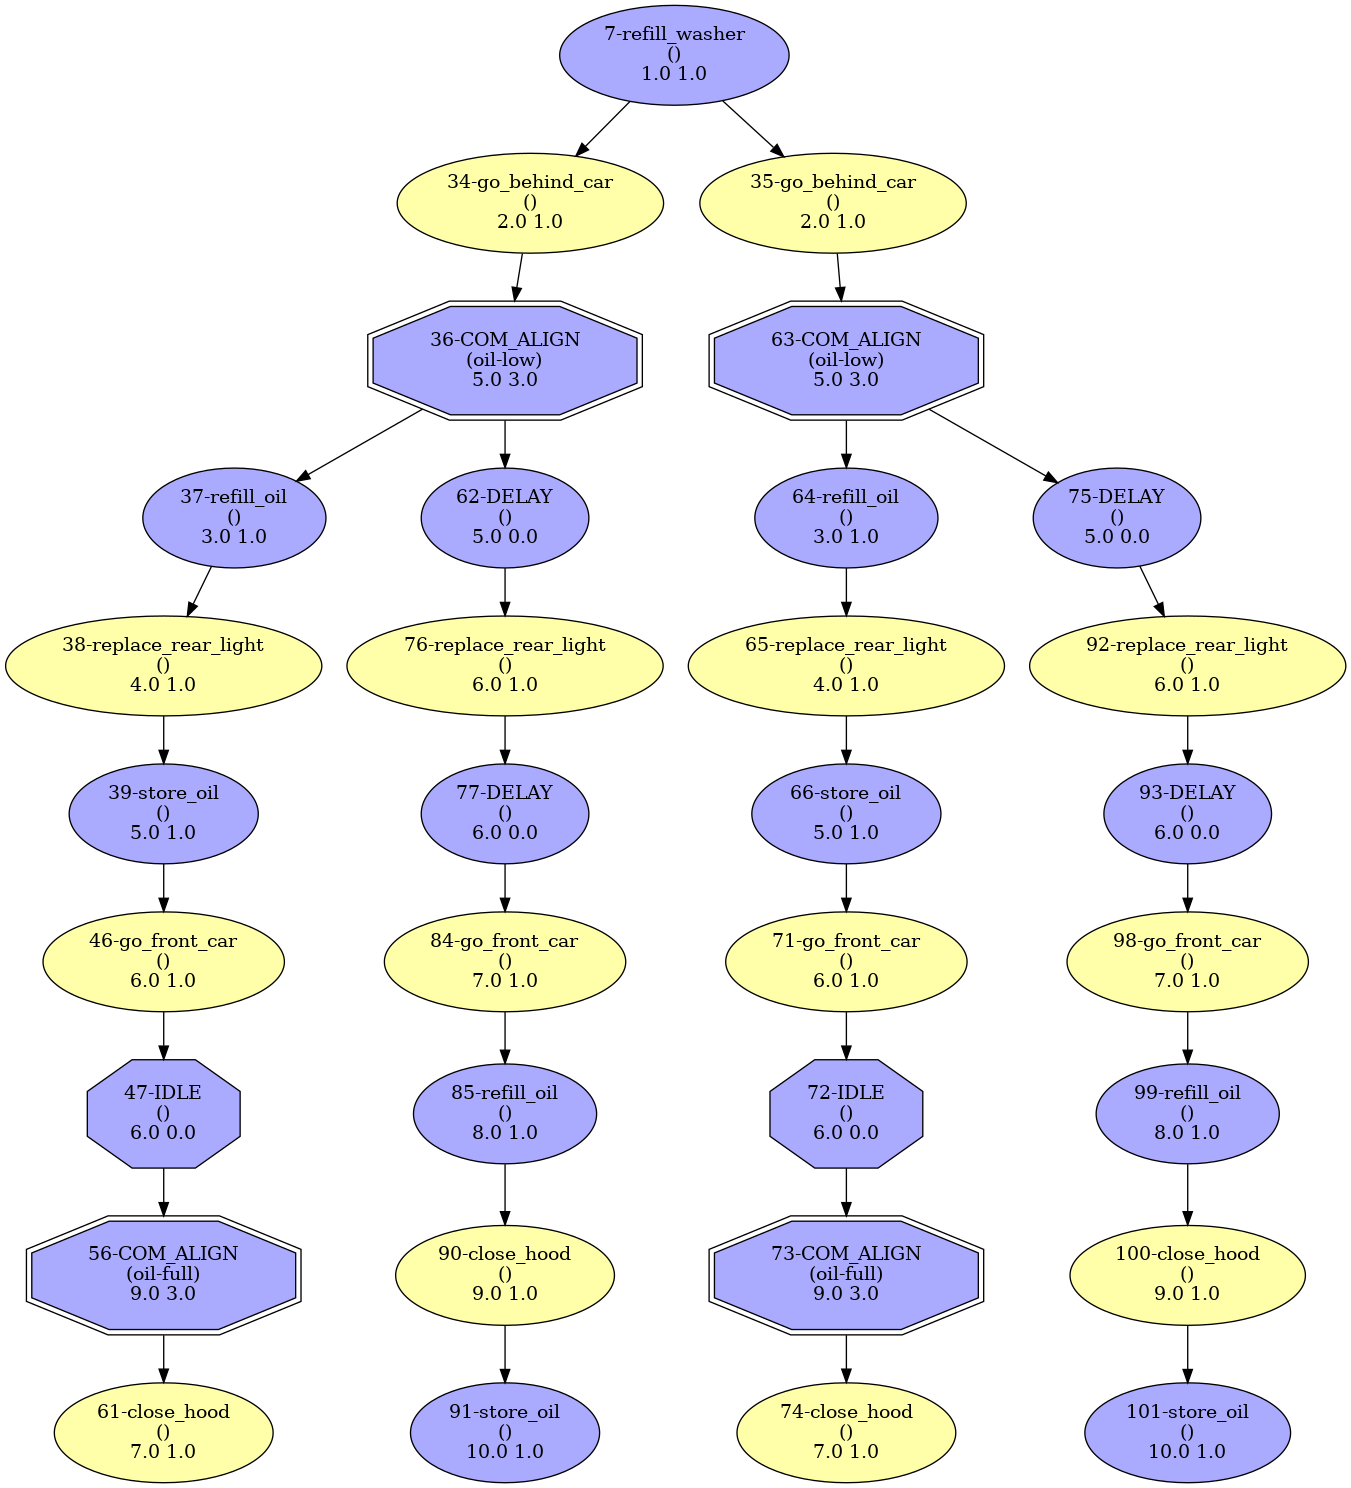 7-refill_washer
()
1.0 1.0
34-go_behind_car
()
2.0 1.0
35-go_behind_car
()
2.0 1.0
36-COM_ALIGN
(oil-low)
5.0 3.0
63-COM_ALIGN
(oil-low)
5.0 3.0
37-refill_oil
()
3.0 1.0
62-DELAY
()
5.0 0.0
64-refill_oil
()
3.0 1.0
75-DELAY
()
5.0 0.0
38-replace_rear_light
()
4.0 1.0
76-replace_rear_light
()
6.0 1.0
65-replace_rear_light
()
4.0 1.0
92-replace_rear_light
()
6.0 1.0
39-store_oil
()
5.0 1.0
77-DELAY
()
6.0 0.0
66-store_oil
()
5.0 1.0
93-DELAY
()
6.0 0.0
46-go_front_car
()
6.0 1.0
84-go_front_car
()
7.0 1.0
71-go_front_car
()
6.0 1.0
98-go_front_car
()
7.0 1.0
47-IDLE
()
6.0 0.0
85-refill_oil
()
8.0 1.0
72-IDLE
()
6.0 0.0
99-refill_oil
()
8.0 1.0
56-COM_ALIGN
(oil-full)
9.0 3.0
90-close_hood
()
9.0 1.0
73-COM_ALIGN
(oil-full)
9.0 3.0
100-close_hood
()
9.0 1.0
61-close_hood
()
7.0 1.0
91-store_oil
()
10.0 1.0
74-close_hood
()
7.0 1.0
101-store_oil
()
10.0 1.0